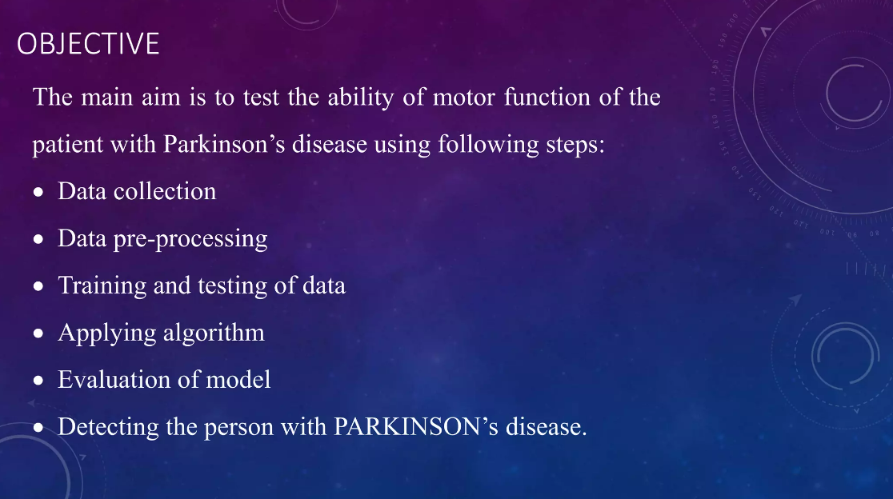 OBJECTIVE
The main aim is to test the ability of motor function of the
patient with Parkinson’s disease using following steps:
• Data collection
• Data pre-processing
• Training and testing of data
• Applying algorithm
• Evaluation of model
• Detecting the person with PARKINSON’s disease.